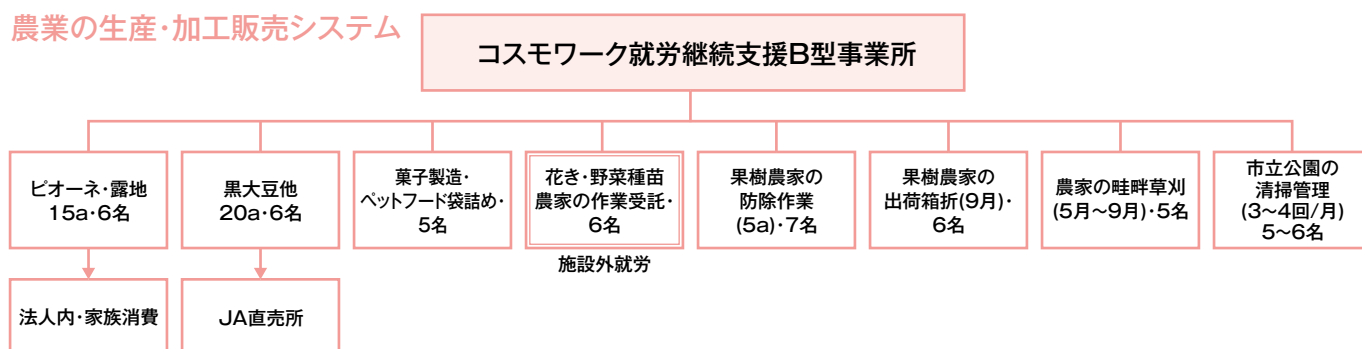 農業の生産・加工販売システム
コスモワーク就労継続支援B型事業所
ピオーネ・露地
15a・6名
黒大豆他
20a・6名
菓子製造・
ペットフード袋詰め・
5名
花き・野菜種苗
農家の作業受託・
6名
果樹農家の
防除作業
(5a)・7名
果樹農家の
出荷箱折(9月)・
6名
農家の畦畔草刈
(5月〜9月)・5名
市立公園の
清掃管理
(3〜4回/月)
5〜6名
施設外就労
法人内・家族消費
JA直売所